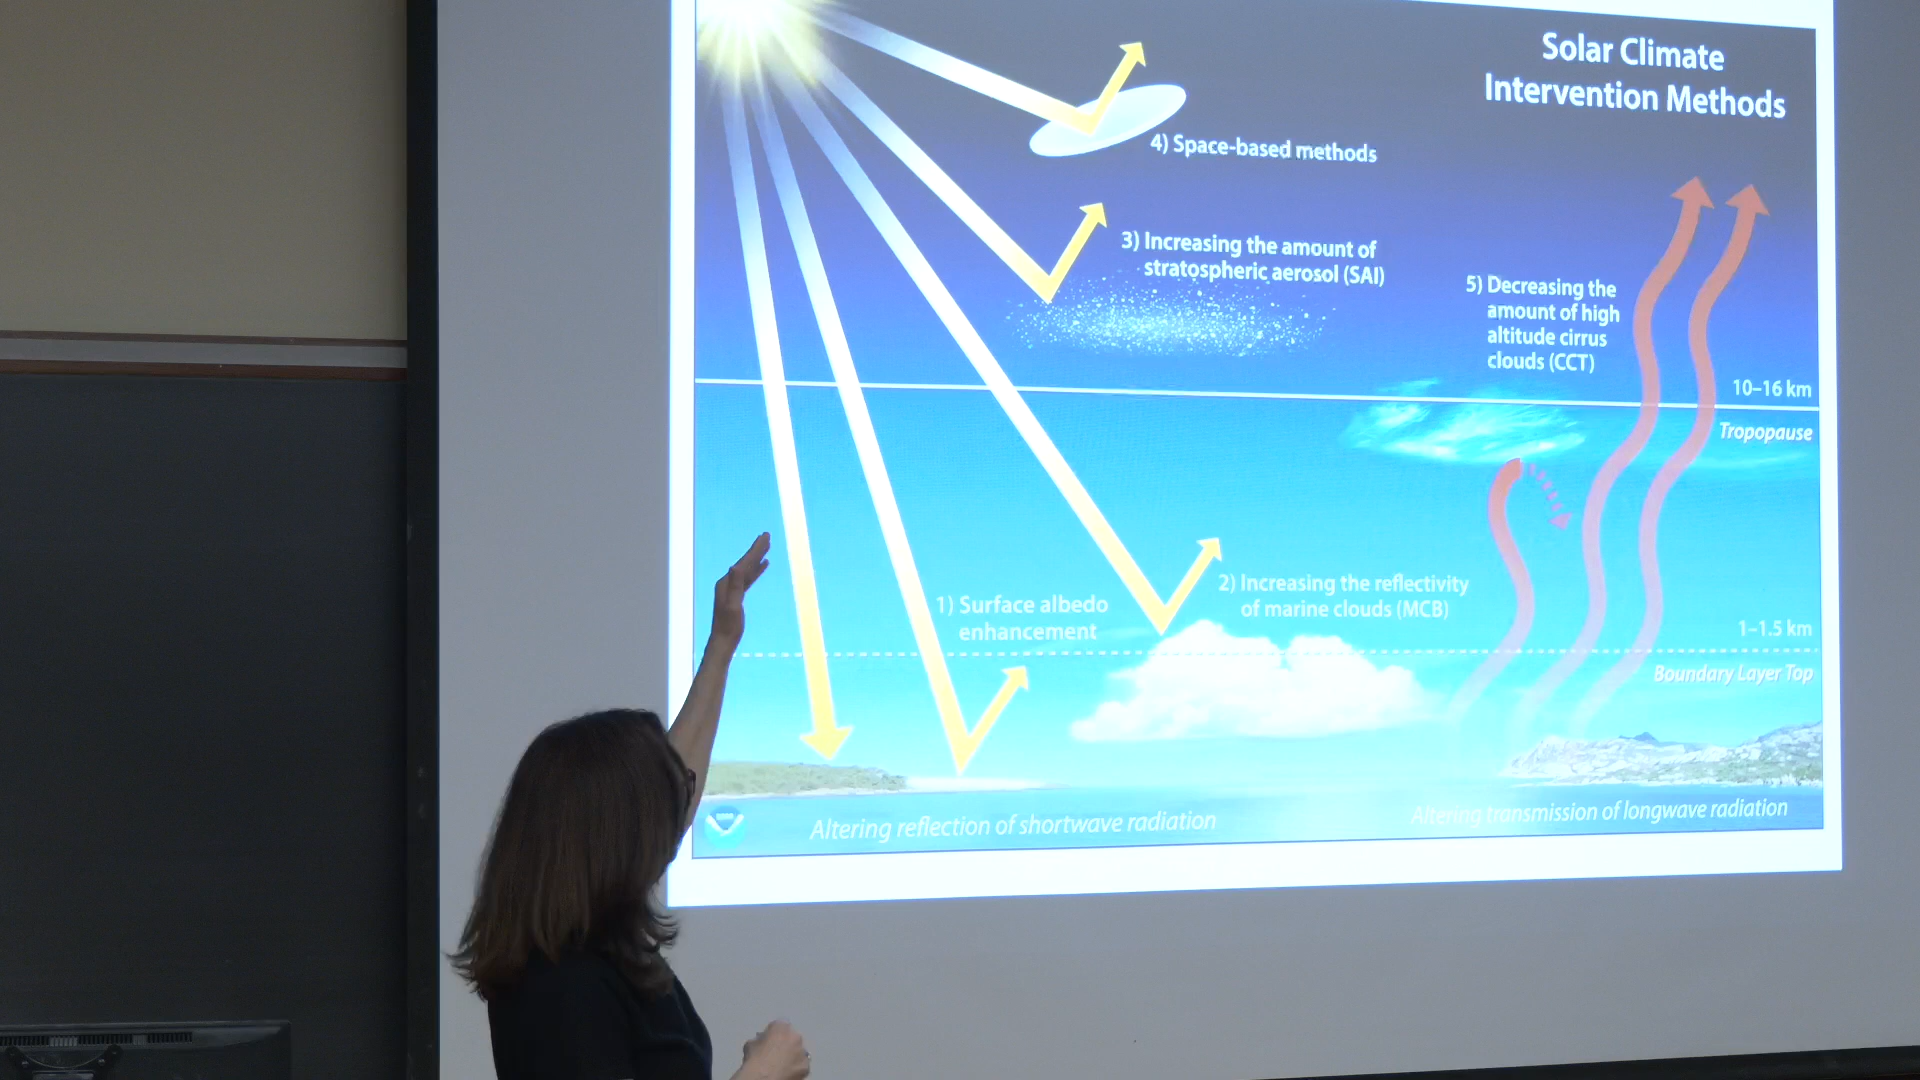 Solar Climate
Intervention Methods
4) Space-based methods
3) Increasing the amount of
stratospheric aerosol (SAI)
5) Decreasing the
amount of high
altitude cirrus
clouds (CCT)
10–16 km
Tropopause
2) Increasing the reflectivity
of marine clouds (MCB)
1) Surface albedo
enhancement
1–1.5 km
Boundary Layer Top
Altering reflection of shortwave radiation
Altering transmission of longwave radiation